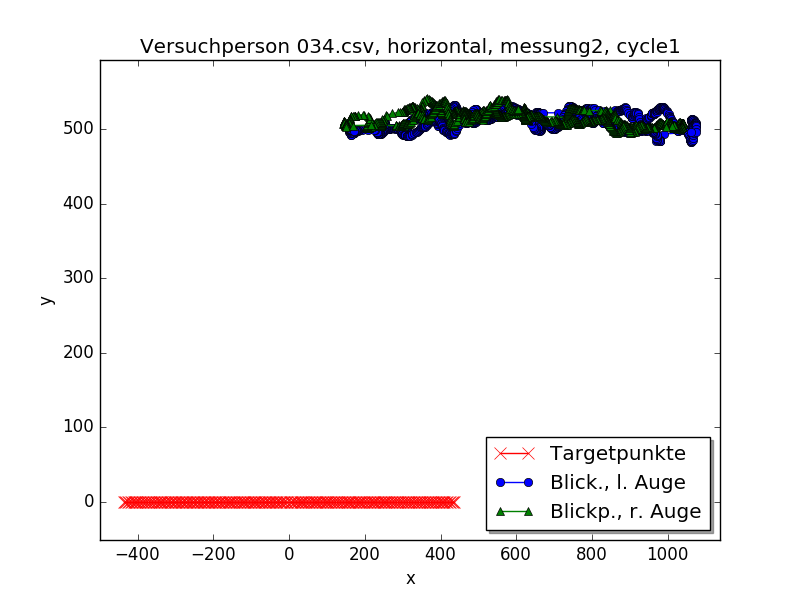 Versuchperson 034.csv, horizontal, messung2, cycle1
y
500
400
300
200
100
0
−400 −200 0 200 400 600 800 1000
x
Targetpunkte
Blick., l. Auge
Blickp., r. Auge